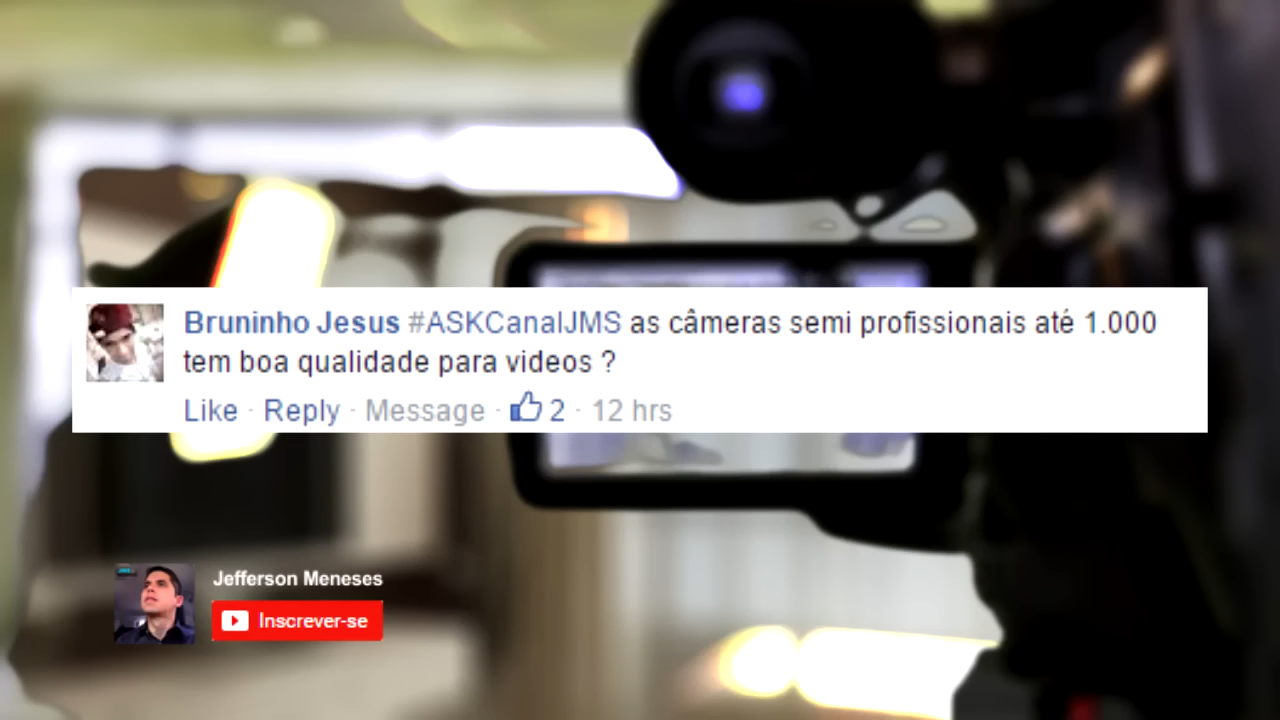 Bruninho Jesus #ASKCanalJMS as câmeras semi profissionais até 1.000
tem boa qualidade para videos ?
Like · Reply · Message · 2 · 12 hrs
Jefferson Meneses
Inscrever-se